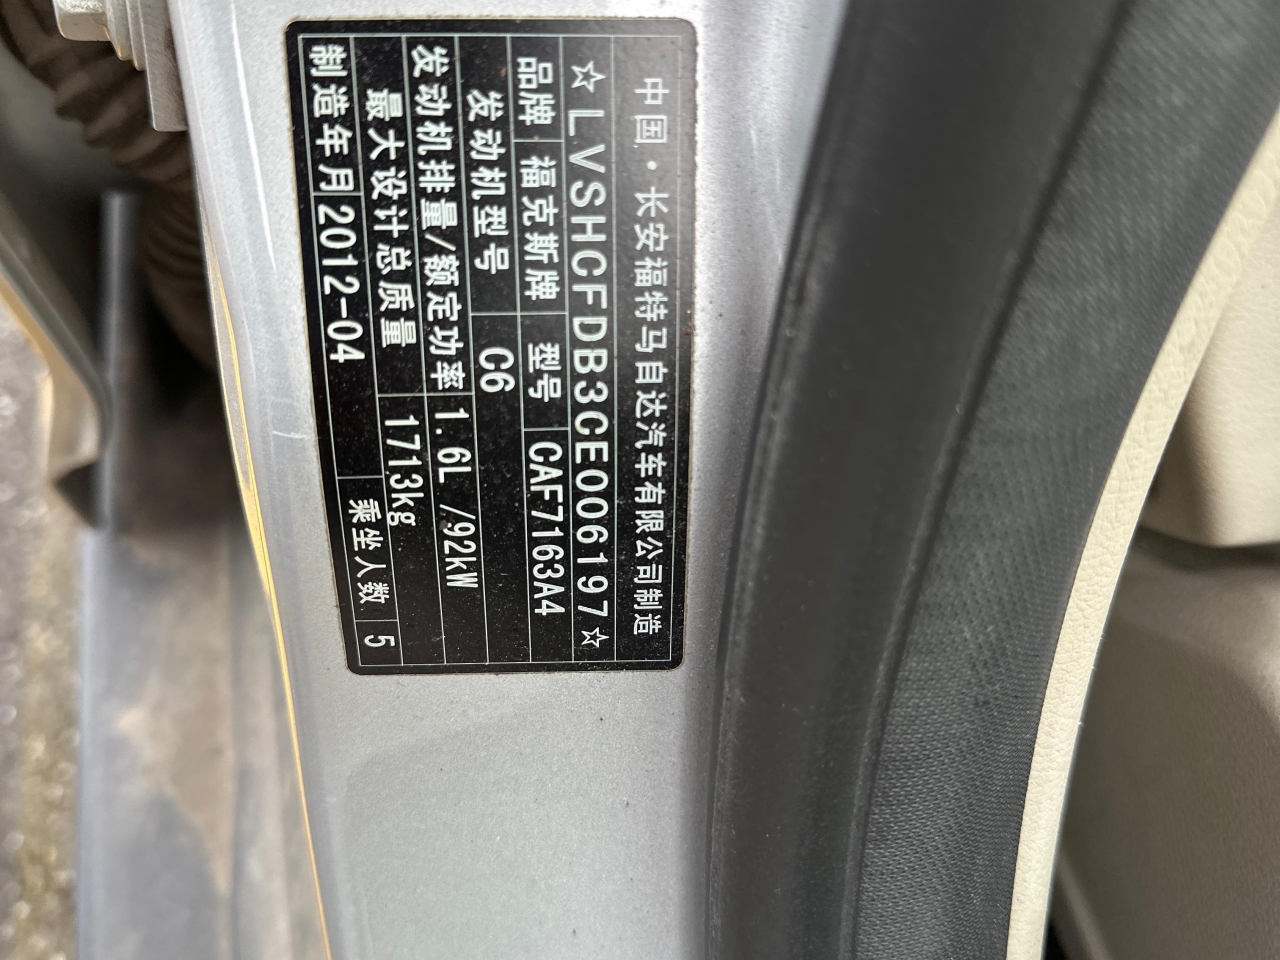 中国·长安福特马自达汽车有限公司制造
☆LVSHCFDB3CE006197☆
品牌 福克斯牌 型号 CAF7163A4
发动机型号 C6
发动机排量/额定功率 1.6L /92kW
最大设计总质量 1713kg
制造年月 2012-04 乘坐人数 5